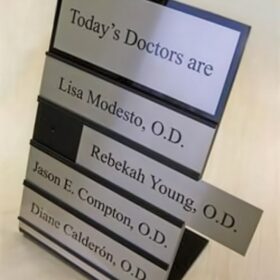 Today's Doctors are
Lisa Modesto, O.D.
Rebekah Young, O.D.
Jason E. Compton, O.D.
Diane Calderón, O.D.